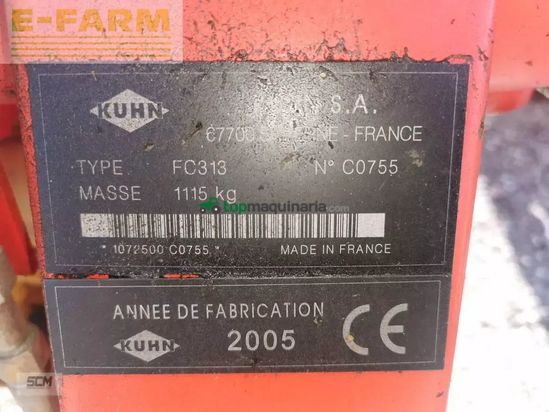 E-FARM
KUHN S.A.
67700 - FRANCE
TYPE FC313 N° C0755
MASSE 1115 kg
topmaquinaria.com
* 1072500 C0755 * MADE IN FRANCE
ANNEE DE FABRICATION
KUHN 2005 CE
SCM